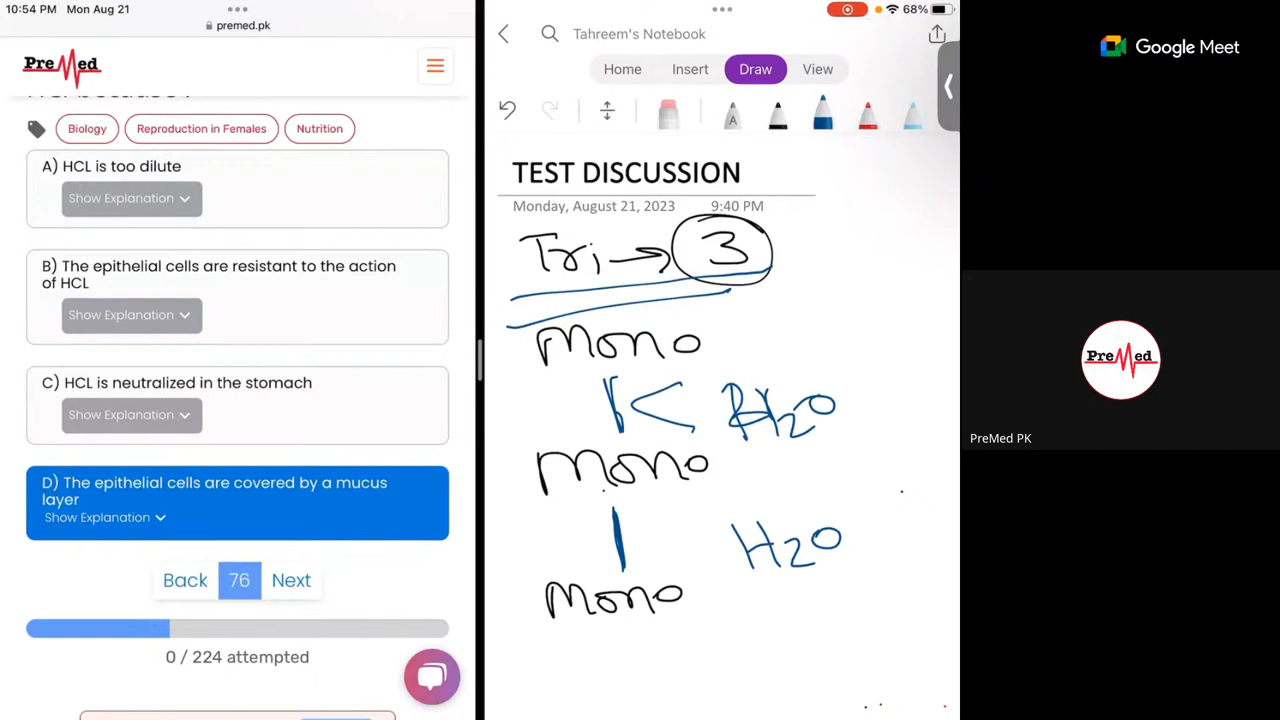 10:54 PM Mon Aug 21
premed.pk
PreMed
Biology
Reproduction in Females
Nutrition
A) HCL is too dilute
Show Explanation
B) The epithelial cells are resistant to the action
of HCL
Show Explanation
C) HCL is neutralized in the stomach
Show Explanation
D) The epithelial cells are covered by a mucus
layer
Show Explanation
Back 76 Next
0 / 224 attempted
68%
Tahreem's Notebook
Home Insert Draw View
A
TEST DISCUSSION
Monday, August 21, 2023 9:40 PM
Tri → 3
Mono
H2O
Mono
H2O
Mono
Google Meet
PreMed
PreMed PK